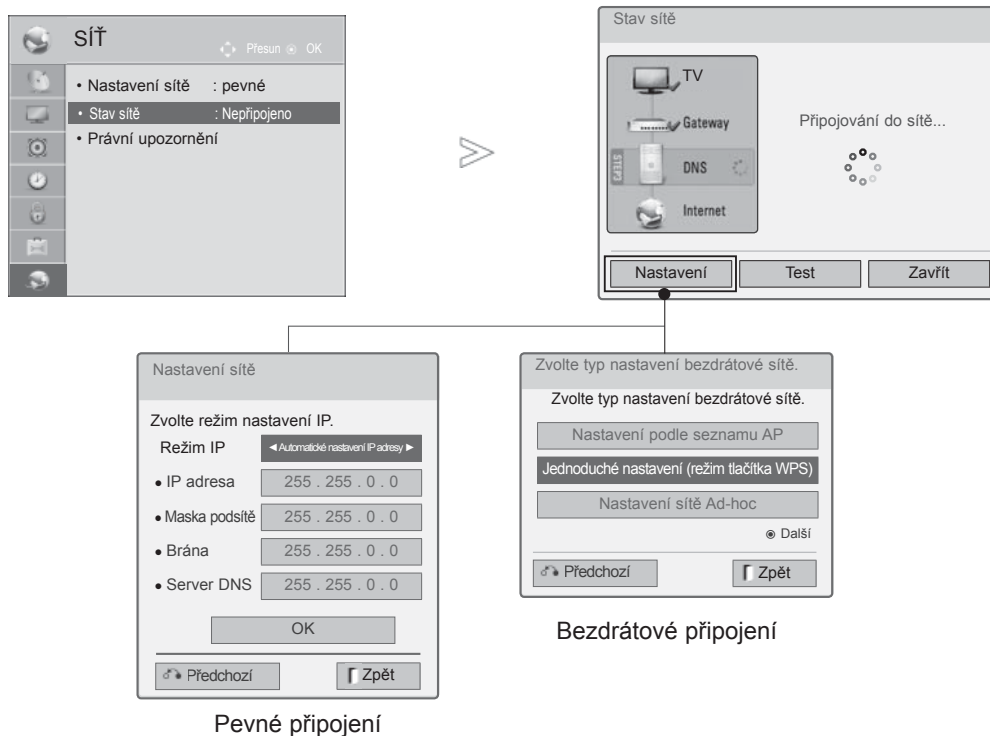 SÍŤ
Přesun OK
• Nastavení sítě : pevné
• Stav sítě : Nepřipojeno
• Právní upozornění
Stav sítě
TV
Gateway
STEP3
DNS
Internet
Připojování do sítě...
Nastavení Test Zavřít
Nastavení sítě
Zvolte režim nastavení IP.
Režim IP ◄ Automatické nastavení IP adresy ►
• IP adresa 255 . 255 . 0 . 0
• Maska podsítě 255 . 255 . 0 . 0
• Brána 255 . 255 . 0 . 0
• Server DNS 255 . 255 . 0 . 0
OK
Předchozí Zpět
Pevné připojení
Zvolte typ nastavení bezdrátové sítě.
Zvolte typ nastavení bezdrátové sítě.
Nastavení podle seznamu AP
Jednoduché nastavení (režim tlačítka WPS)
Nastavení sítě Ad-hoc
Další
Předchozí Zpět
Bezdrátové připojení